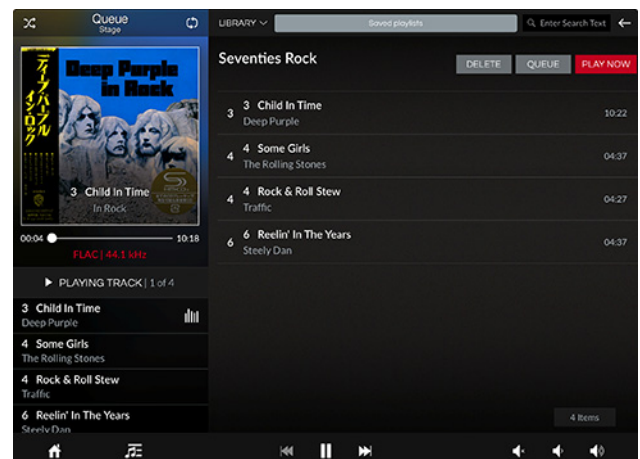 Queue
Stage
ディープ・パープル
イン・ロック
Deep Purple
in Rock
3 Child In Time
In Rock
00:04
10:18
FLAC | 44.1 kHz
PLAYING TRACK | 1 of 4
3 Child In Time
Deep Purple
4 Some Girls
The Rolling Stones
4 Rock & Roll Stew
Traffic
6 Reelin' In The Years
Steely Dan
LIBRARY
Saved playlists
Enter Search Text
Seventies Rock
DELETE
QUEUE
PLAY NOW
3 3 Child In Time 10:22
Deep Purple
4 4 Some Girls 04:37
The Rolling Stones
4 4 Rock & Roll Stew 04:27
Traffic
6 6 Reelin' In The Years 04:37
Steely Dan
4 Items